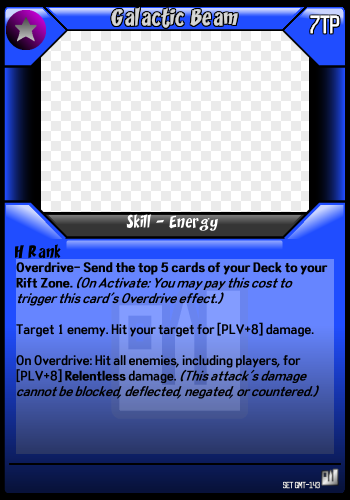 Galactic Beam
7TP
Skill - Energy
H Rank
Overdrive- Send the top 5 cards of your Deck to your
Rift Zone. (On Activate: You may pay this cost to
trigger this card's Overdrive effect.)
Target 1 enemy. Hit your target for [PLV+8] damage.
On Overdrive: Hit all enemies, including players, for
[PLV+8] Relentless damage. (This attack's damage
cannot be blocked, deflected, negated, or countered.)
SET GMT-143